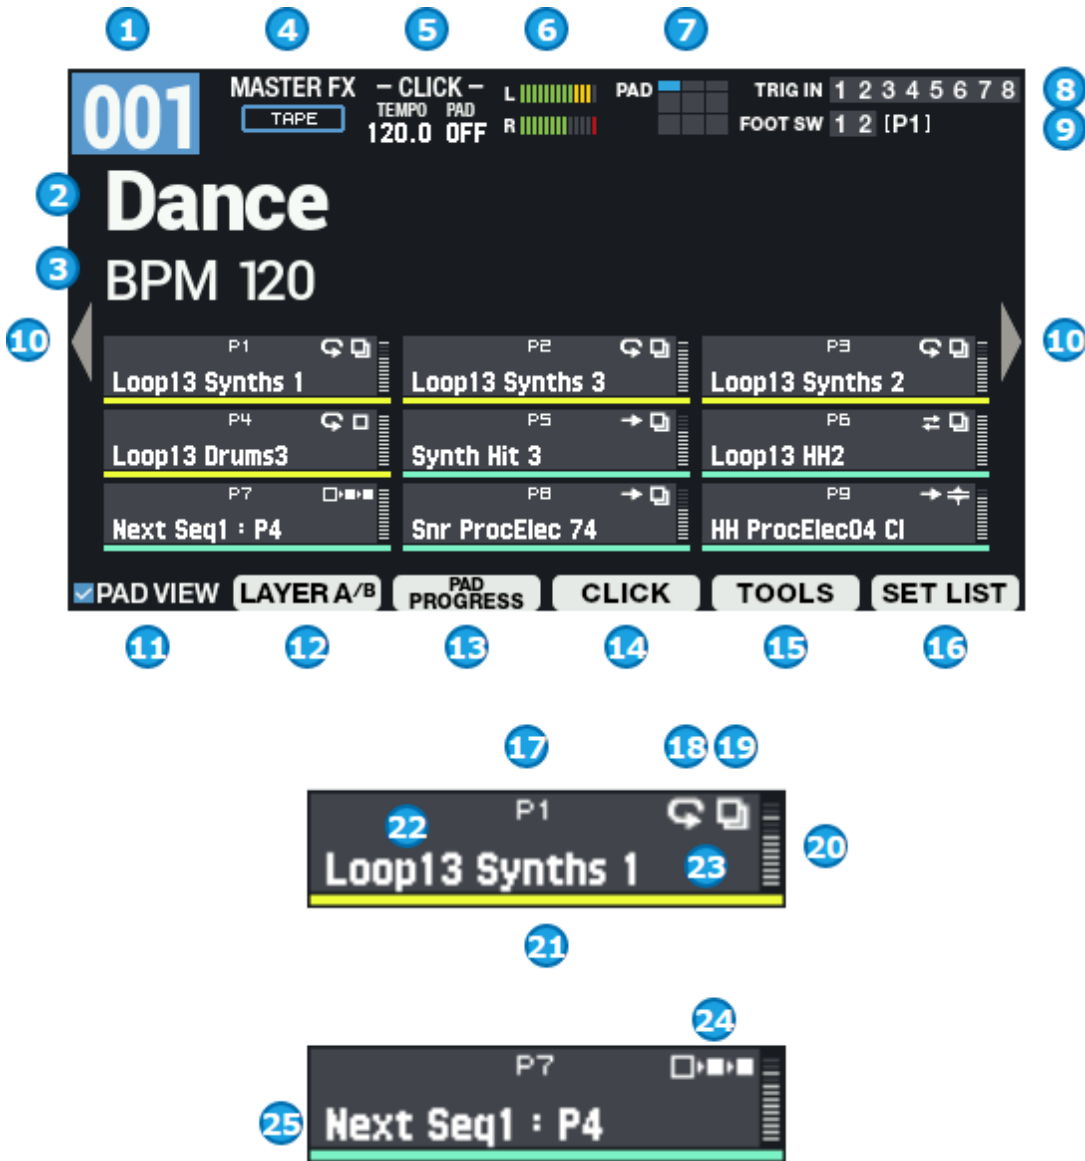 1 4 5 6 7
001 MASTER FX – CLICK – L PAD TRIG IN 1 2 3 4 5 6 7 8 8
TAPE TEMPO PAD R FOOT SW 1 2 [P1] 9
120.0 OFF
2 Dance
3 BPM 120
10 10
P1 P2 P3
Loop13 Synths 1 Loop13 Synths 3 Loop13 Synths 2
P4 P5 P6
Loop13 Drums3 Synth Hit 3 Loop13 HH2
P7 P8 P9
Next Seq1 : P4 Snr ProcElec 74 HH ProcElec04 Cl
PAD VIEW LAYER A/B PAD PROGRESS CLICK TOOLS SET LIST
11 12 13 14 15 16
17 18 19
P1
22
Loop13 Synths 1 23 20
21
24
P7
25 Next Seq1 : P4